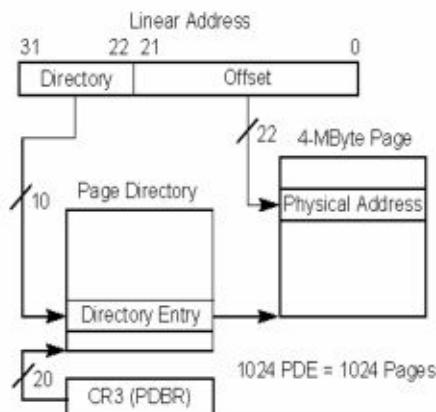 Linear Address
31 22 21 0
Directory Offset
22 4-MByte Page
10 Page Directory
Physical Address
Directory Entry
20 1024 PDE = 1024 Pages
CR3 (PDBR)